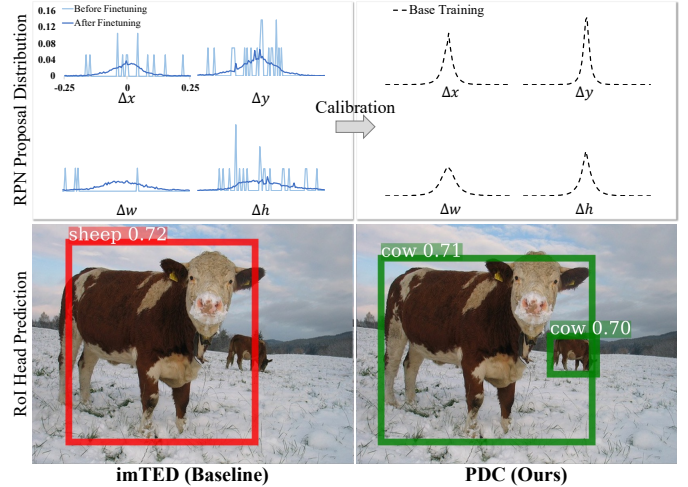 RPN Proposal Distribution
0.16
0.12
0.08
0.04
0
Before Finetuning
After Finetuning
-0.25 0 0.25
Δx
Δy
Δw
Δh
Calibration
Base Training
Δx
Δy
Δw
Δh
RoI Head Prediction
sheep 0.72
cow 0.71
cow 0.70
imTED (Baseline)
PDC (Ours)